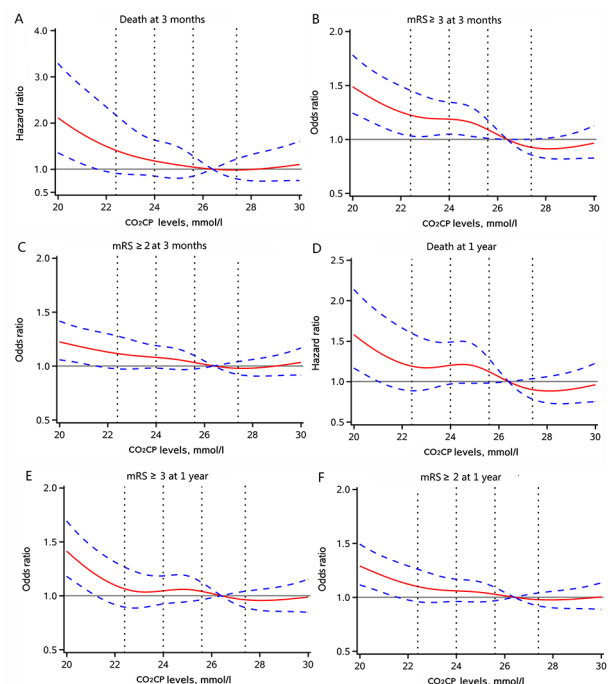 A
Death at 3 months
4.0
3.0
2.0
1.0
0.5
Hazard ratio
20 22 24 26 28 30
CO2CP levels, mmol/l
B
mRS ≥ 3 at 3 months
2.0
1.5
1.0
0.5
Odds ratio
20 22 24 26 28 30
CO2CP levels, mmol/l
C
mRS ≥ 2 at 3 months
2.0
1.5
1.0
0.5
Odds ratio
20 22 24 26 28 30
CO2CP levels, mmol/l
D
Death at 1 year
2.5
2.0
1.5
1.0
0.5
Hazard ratio
20 22 24 26 28 30
CO2CP levels, mmol/l
E
mRS ≥ 3 at 1 year
2.0
1.5
1.0
0.5
Odds ratio
20 22 24 26 28 30
CO2CP levels, mmol/l
F
mRS ≥ 2 at 1 year
2.0
1.5
1.0
0.5
Odds ratio
20 22 24 26 28 30
CO2CP levels, mmol/l